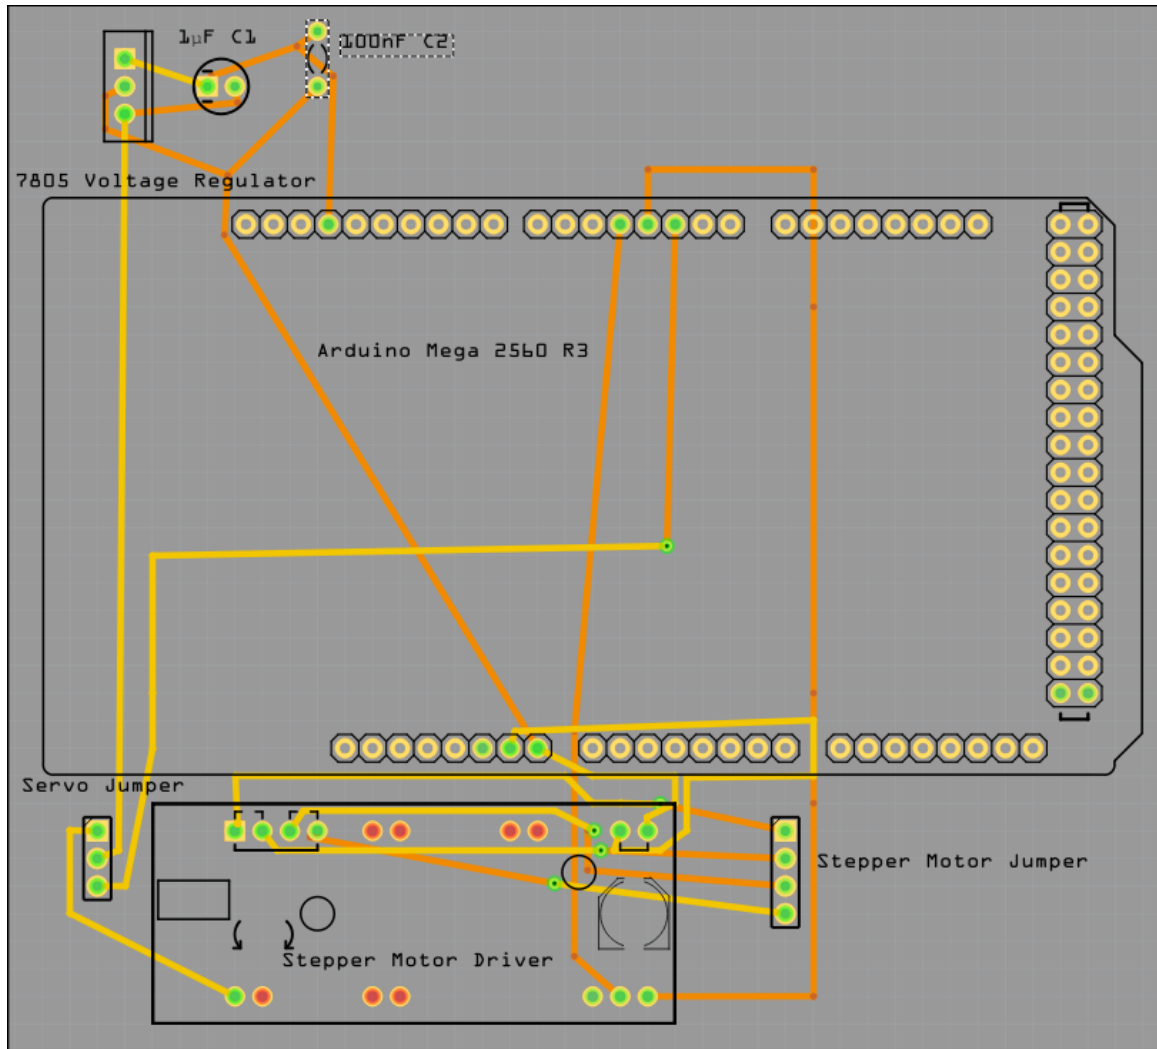 1µF C1
100nF C2
7805 Voltage Regulator
Arduino Mega 2560 R3
Servo Jumper
Stepper Motor Jumper
Stepper Motor Driver